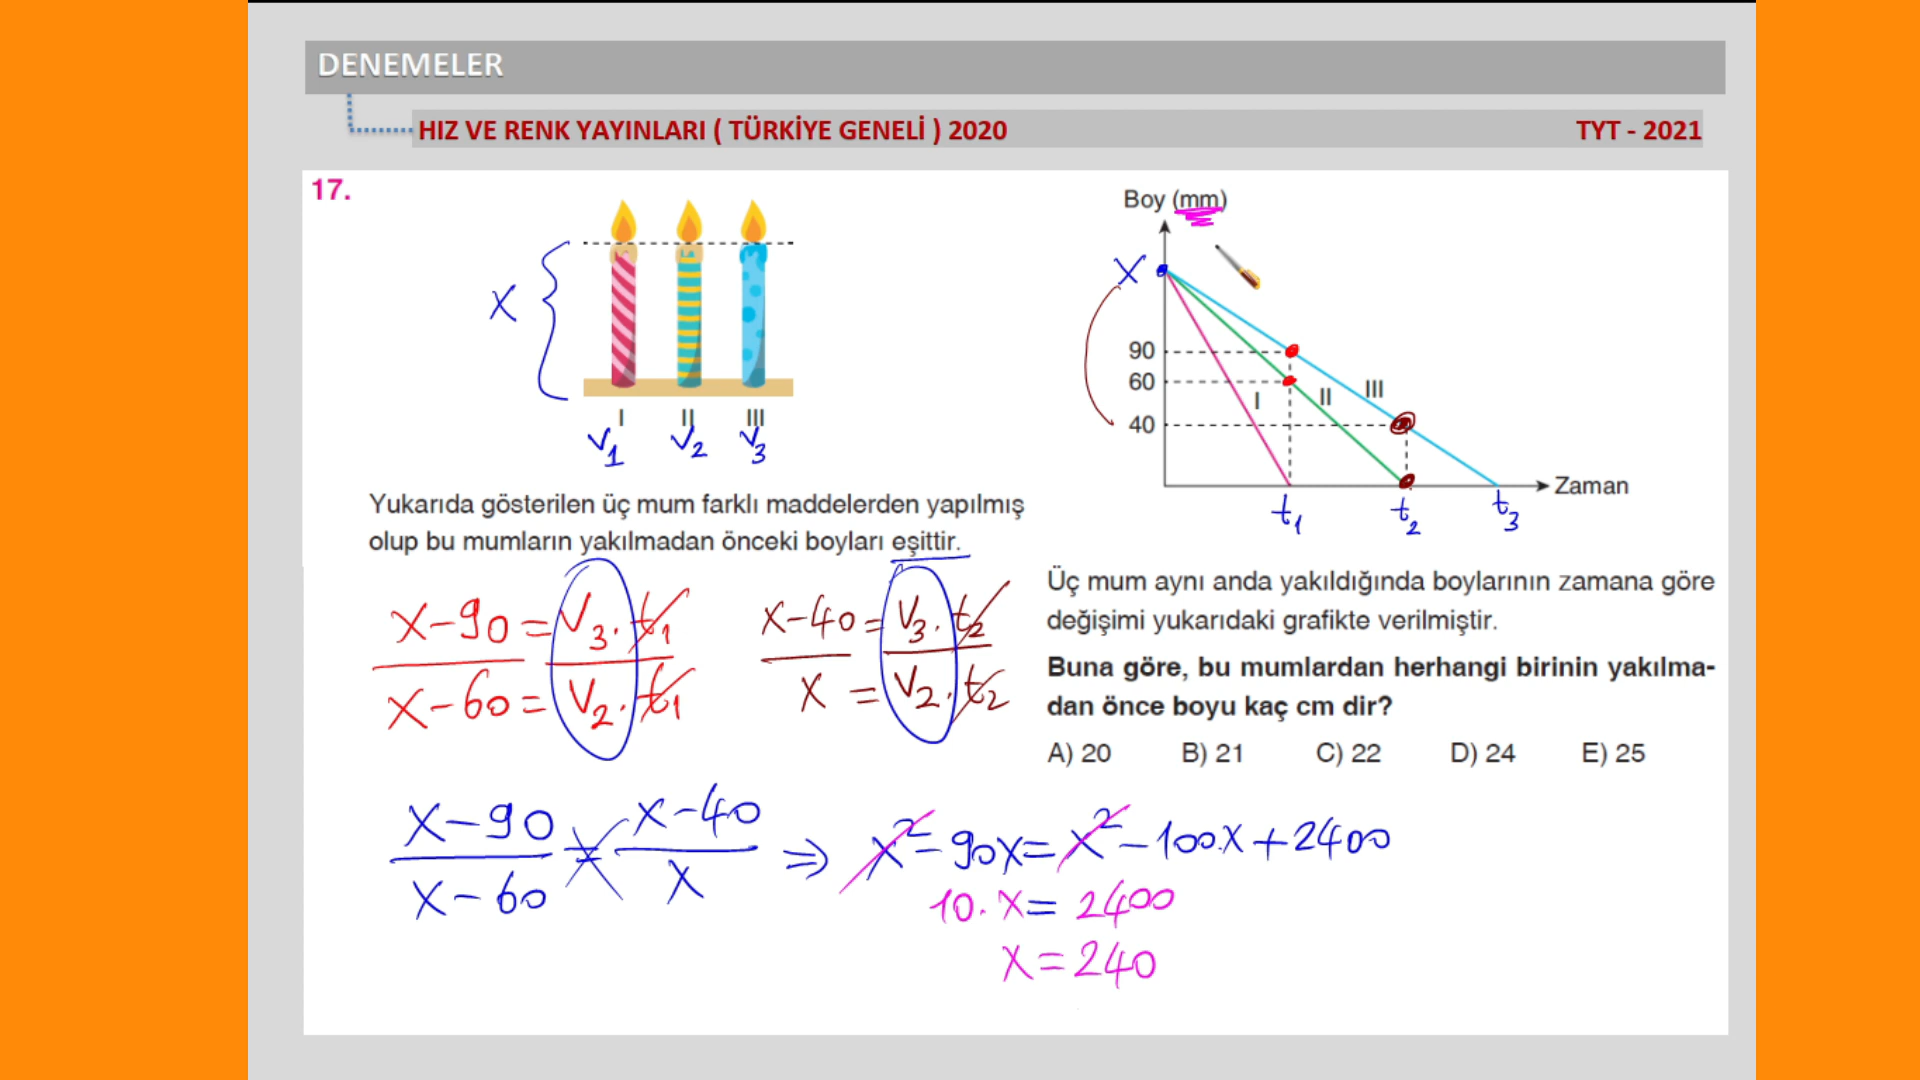 DENEMELER
HIZ VE RENK YAYINLARI ( TÜRKİYE GENELİ ) 2020 TYT - 2021
17.
X
I II III
V1 V2 V3
Yukarıda gösterilen üç mum farklı maddelerden yapılmış
olup bu mumların yakılmadan önceki boyları eşittir.
Boy (mm)
X
90
60
40
I II III
Zaman
t1 t2 t3
Üç mum aynı anda yakıldığında boylarının zamana göre
değişimi yukarıdaki grafikte verilmiştir.
Buna göre, bu mumlardan herhangi birinin yakılma-
dan önce boyu kaç cm dir?
A) 20 B) 21 C) 22 D) 24 E) 25
x-90 = V3.t1
x-60 = V2.t1
x-40 = V3.t2
x = V2.t2
x-90 = x-40 ⇒ x²-90x = x²-100x+2400
x-60 x
10.x = 2400
x = 240